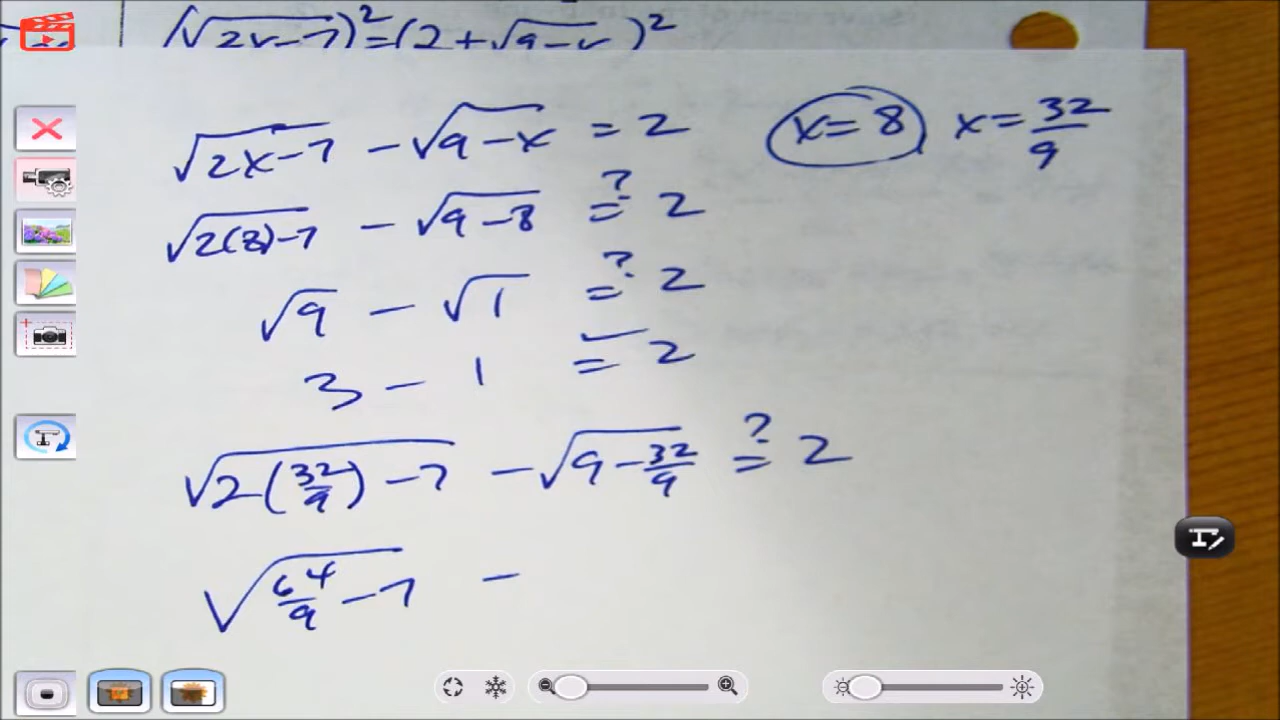 (√2x-7)²=(2+√9-x)²
√2x-7 - √9-x = 2 x=8 x=32/9
√2(8)-7 - √9-8 ?= 2
√9 - √1 ?= 2
3 - 1 = 2
√2(32/9)-7 - √9-32/9 ?= 2
√64/9-7 -